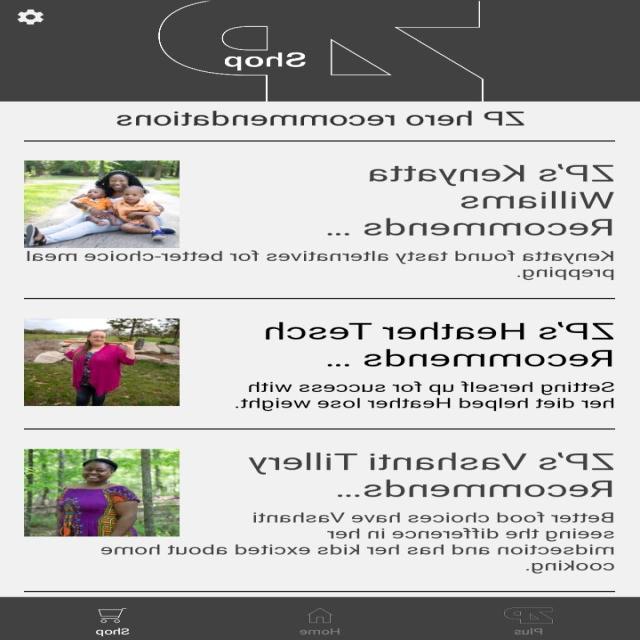 ZP
Shop
ZP hero recommendations
ZP's Kenyatta
Williams
Recommends ...
Kenyatta found tasty alternatives for better-choice meal
prepping.
ZP's Heather Tesch
Recommends ...
Setting herself up for success with
her diet helped Heather lose weight.
ZP's Vashanti Tillery
Recommends...
Better food choices have Vashanti
seeing the difference in her
midsection and has her kids excited about home
cooking.
ZP
Plus
Home
Shop